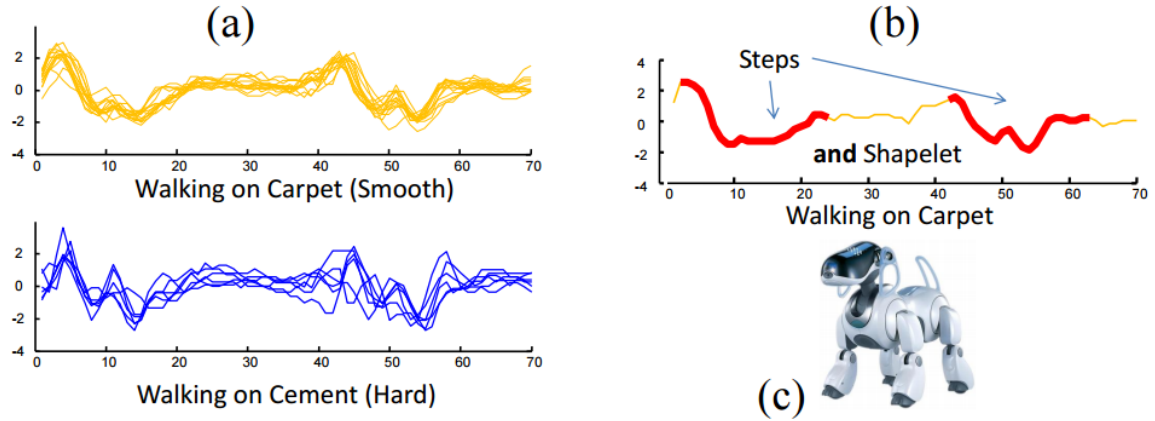 (a)
2
0
-2
-4
0 10 20 30 40 50 60 70
Walking on Carpet (Smooth)
2
0
-2
-4
0 10 20 30 40 50 60 70
Walking on Cement (Hard)
(b)
Steps
4
2
0
-2
-4
and Shapelet
0 10 20 30 40 50 60 70
Walking on Carpet
(c)